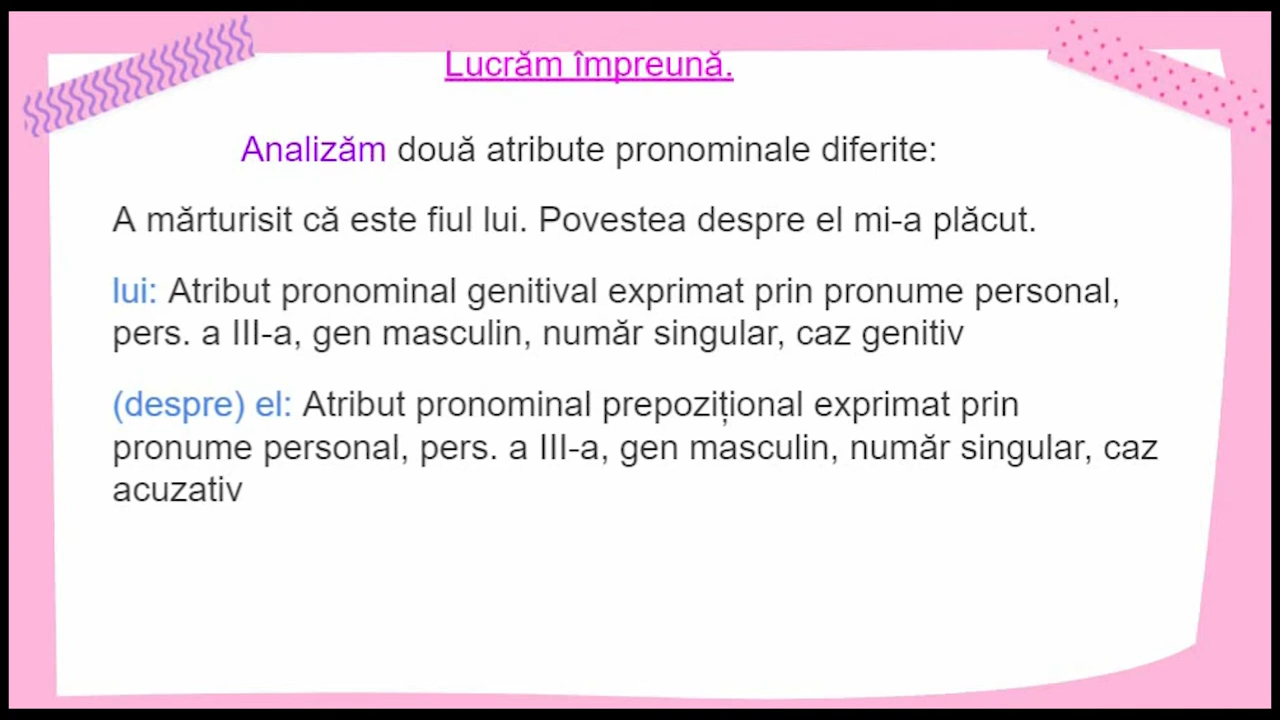 Lucrăm împreună.
Analizăm două atribute pronominale diferite:
A mărturisit că este fiul lui. Povestea despre el mi-a plăcut.
lui: Atribut pronominal genitival exprimat prin pronume personal,
pers. a III-a, gen masculin, număr singular, caz genitiv
(despre) el: Atribut pronominal prepozițional exprimat prin
pronume personal, pers. a III-a, gen masculin, număr singular, caz
acuzativ